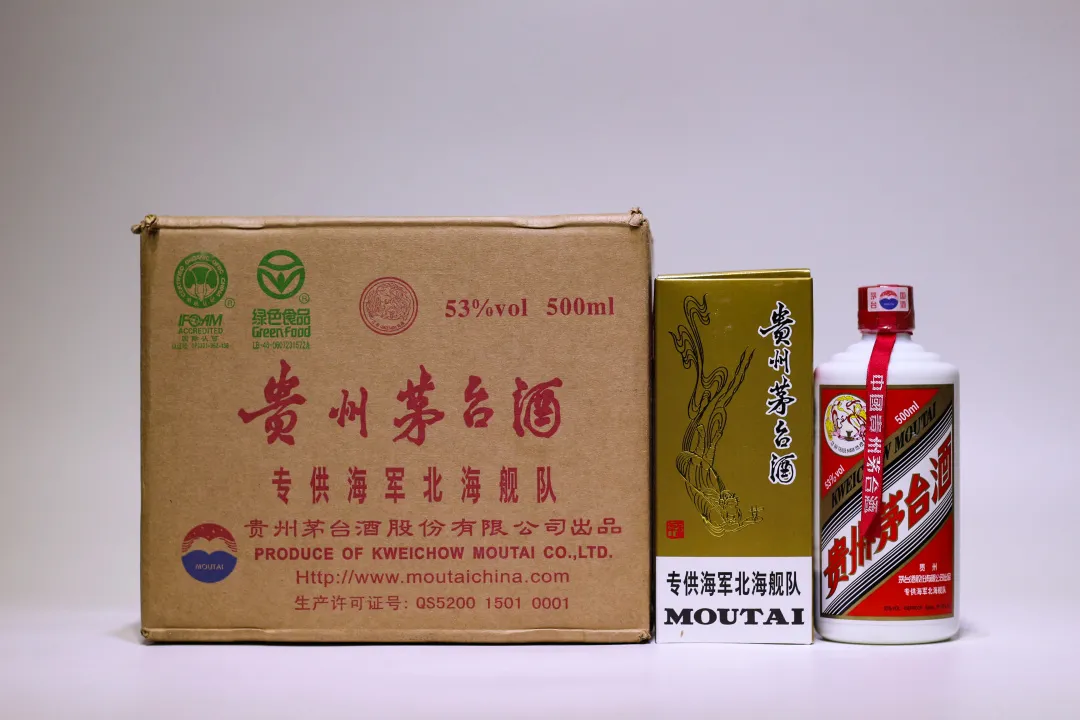 IFOAM
ACCREDITED
绿色食品
Green food
53%vol 500ml
贵州茅台酒
专供海军北海舰队
贵州茅台酒股份有限公司出品
PRODUCE OF KWEICHOW MOUTAI CO.,LTD.
Http://www.moutaichina.com
生产许可证号: QS5200 1501 0001
MOUTAI
贵州茅台酒
专供海军北海舰队
MOUTAI
中國貴州茅台酒
500ml
53%vol
KWEICHOW MOUTAI
贵州茅台酒
贵州
专供海军北海舰队